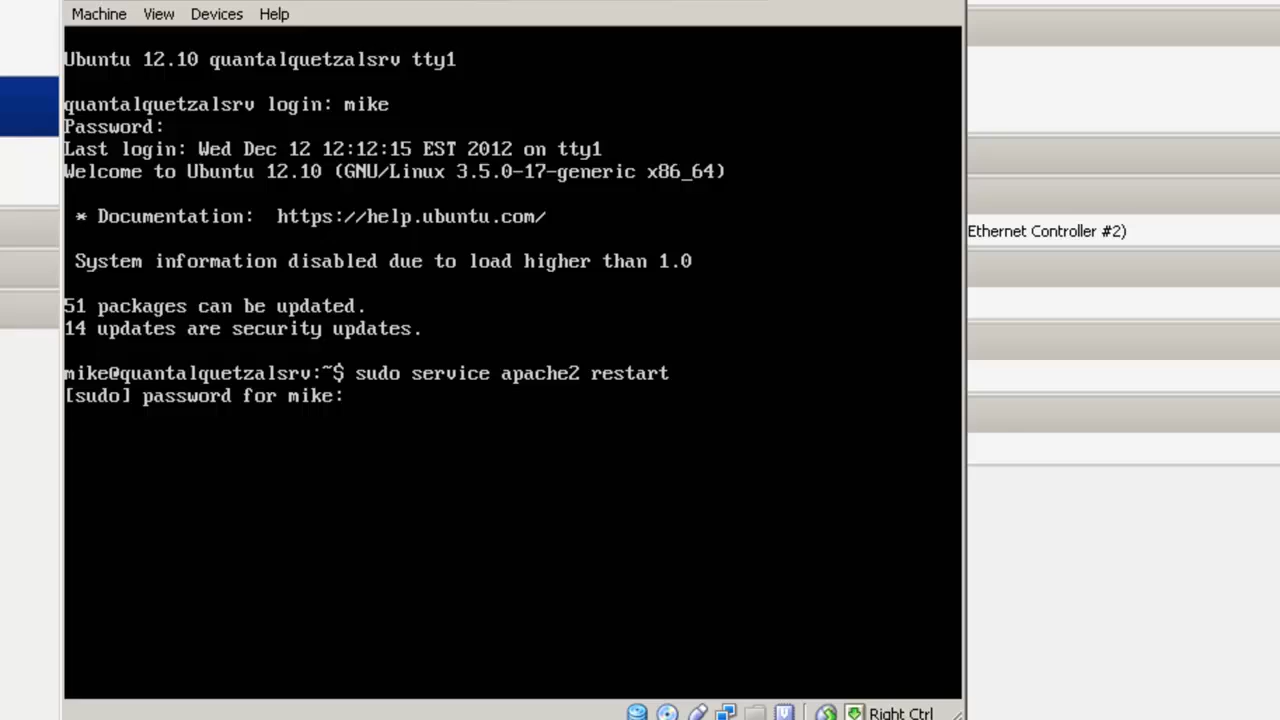 Machine View Devices Help
Ubuntu 12.10 quantalquetzalsrv tty1
quantalquetzalsrv login: mike
Password:
Last login: Wed Dec 12 12:12:15 EST 2012 on tty1
Welcome to Ubuntu 12.10 (GNU/Linux 3.5.0-17-generic x86_64)
* Documentation:  https://help.ubuntu.com/
System information disabled due to load higher than 1.0
51 packages can be updated.
14 updates are security updates.
mike@quantalquetzalsrv:~$ sudo service apache2 restart
[sudo] password for mike:
Ethernet Controller #2)
Right Ctrl